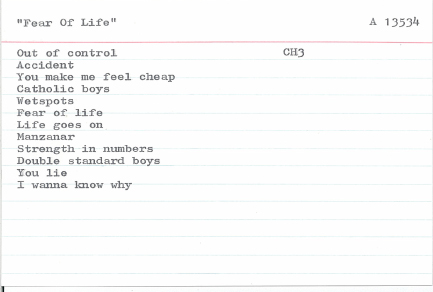 "Fear Of Life" A 13534
Out of control CH3
Accident
You make me feel cheap
Catholic boys
Wetspots
Fear of life
Life goes on
Manzanar
Strength in numbers
Double standard boys
You lie
I wanna know why